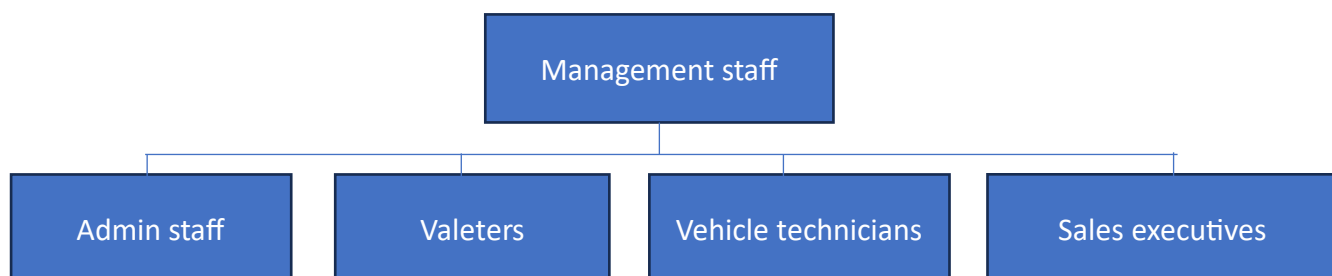 Management staff
Admin staff
Valeters
Vehicle technicians
Sales executives